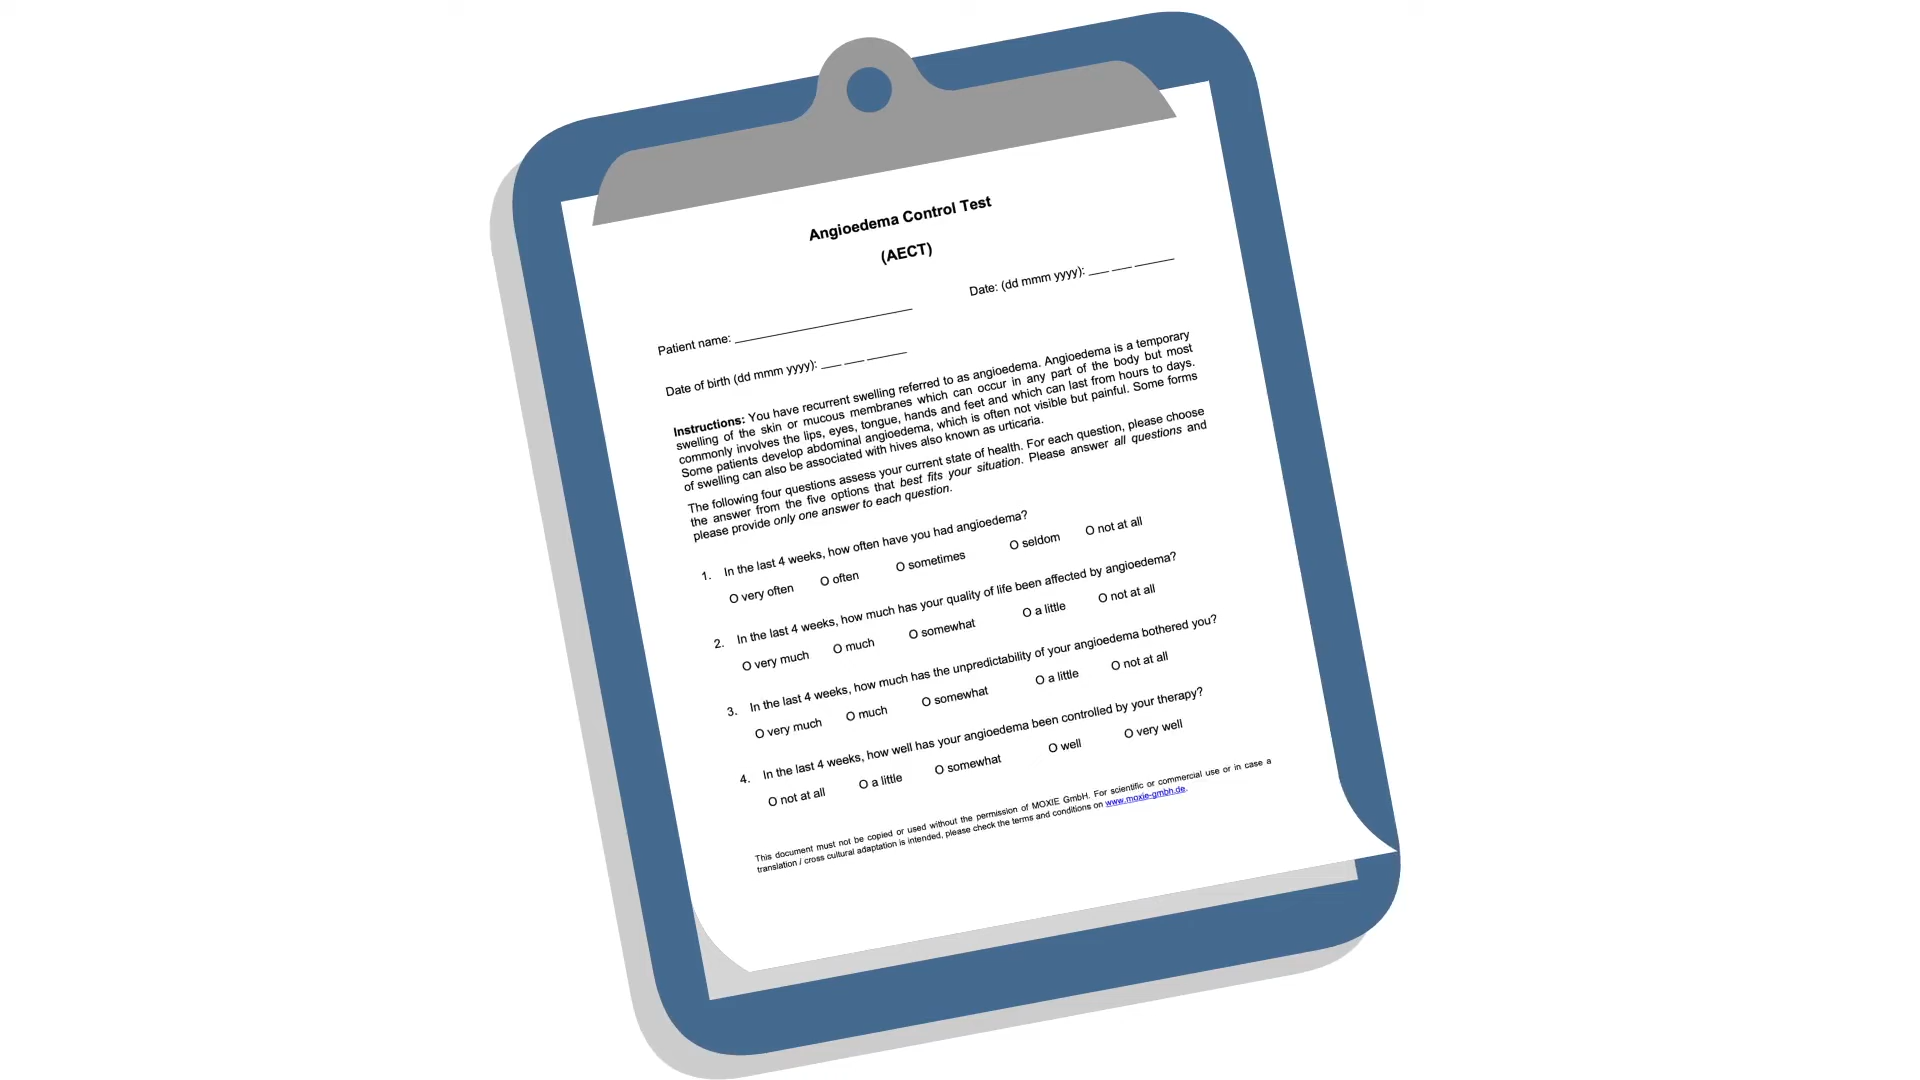 Angioedema Control Test
(AECT)
Date: (dd mmm yyyy): ___ ___ ______
Patient name: ___________________________
Date of birth (dd mmm yyyy): ___ ___ ______
Instructions: You have recurrent swelling referred to as angioedema. Angioedema is a temporary
swelling of the skin or mucous membranes which can occur in any part of the body but most
commonly involves the lips, eyes, tongue, hands and feet and which can last from hours to days.
Some patients develop abdominal angioedema, which is often not visible but painful. Some forms
of swelling can also be associated with hives also known as urticaria.
The following four questions assess your current state of health. For each question, please choose
the answer from the five options that best fits your situation. Please answer all questions and
please provide only one answer to each question.
1. In the last 4 weeks, how often have you had angioedema?
O very often O often O sometimes O seldom O not at all
2. In the last 4 weeks, how much has your quality of life been affected by angioedema?
O very much O much O somewhat O a little O not at all
3. In the last 4 weeks, how much has the unpredictability of your angioedema bothered you?
O very much O much O somewhat O a little O not at all
4. In the last 4 weeks, how well has your angioedema been controlled by your therapy?
O not at all O a little O somewhat O well O very well
This document must not be copied or used without the permission of MOXIE GmbH. For scientific or commercial use or in case a
translation / cross cultural adaptation is intended, please check the terms and conditions on www.moxie-gmbh.de.